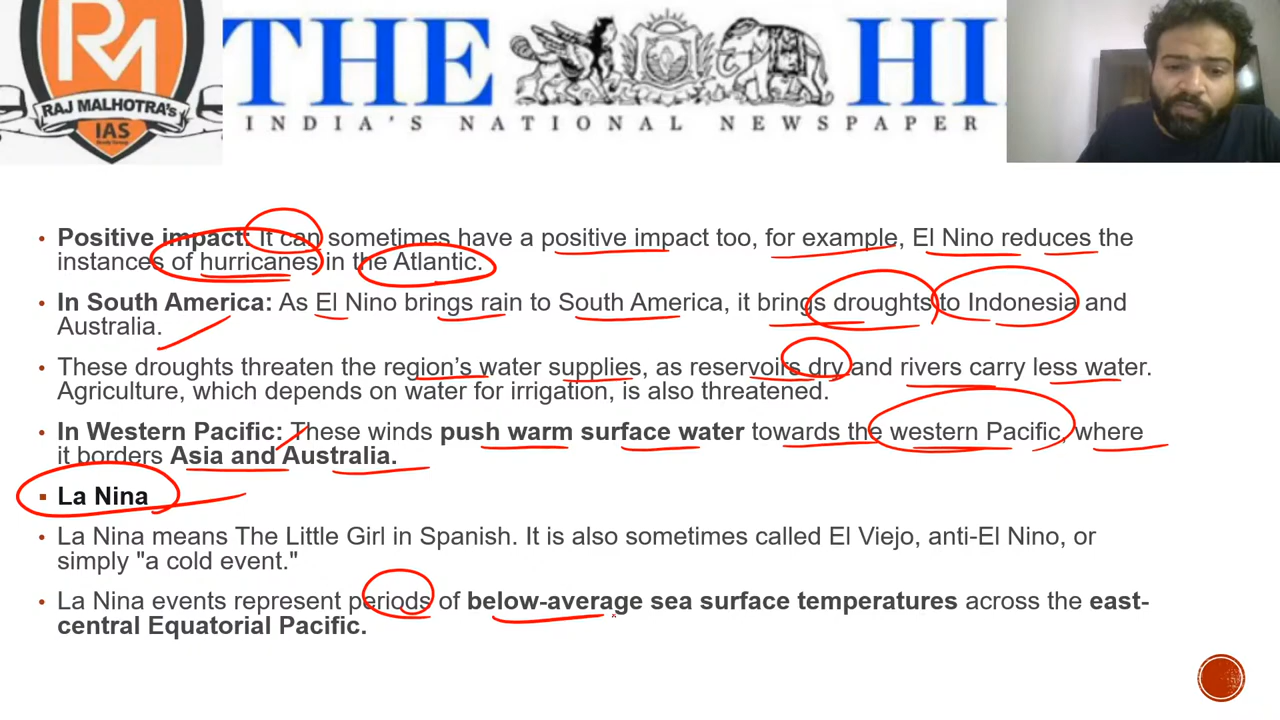 RM
RAJ MALHOTRA's
IAS
THE HI
INDIA'S NATIONAL NEWSPAPER
• Positive impact: It can sometimes have a positive impact too, for example, El Nino reduces the
instances of hurricanes in the Atlantic.
• In South America: As El Nino brings rain to South America, it brings droughts to Indonesia and
Australia.
• These droughts threaten the region's water supplies, as reservoirs dry and rivers carry less water.
Agriculture, which depends on water for irrigation, is also threatened.
• In Western Pacific: These winds push warm surface water towards the western Pacific, where
it borders Asia and Australia.
▪ La Nina
• La Nina means The Little Girl in Spanish. It is also sometimes called El Viejo, anti-El Nino, or
simply "a cold event."
• La Nina events represent periods of below-average sea surface temperatures across the east-
central Equatorial Pacific.